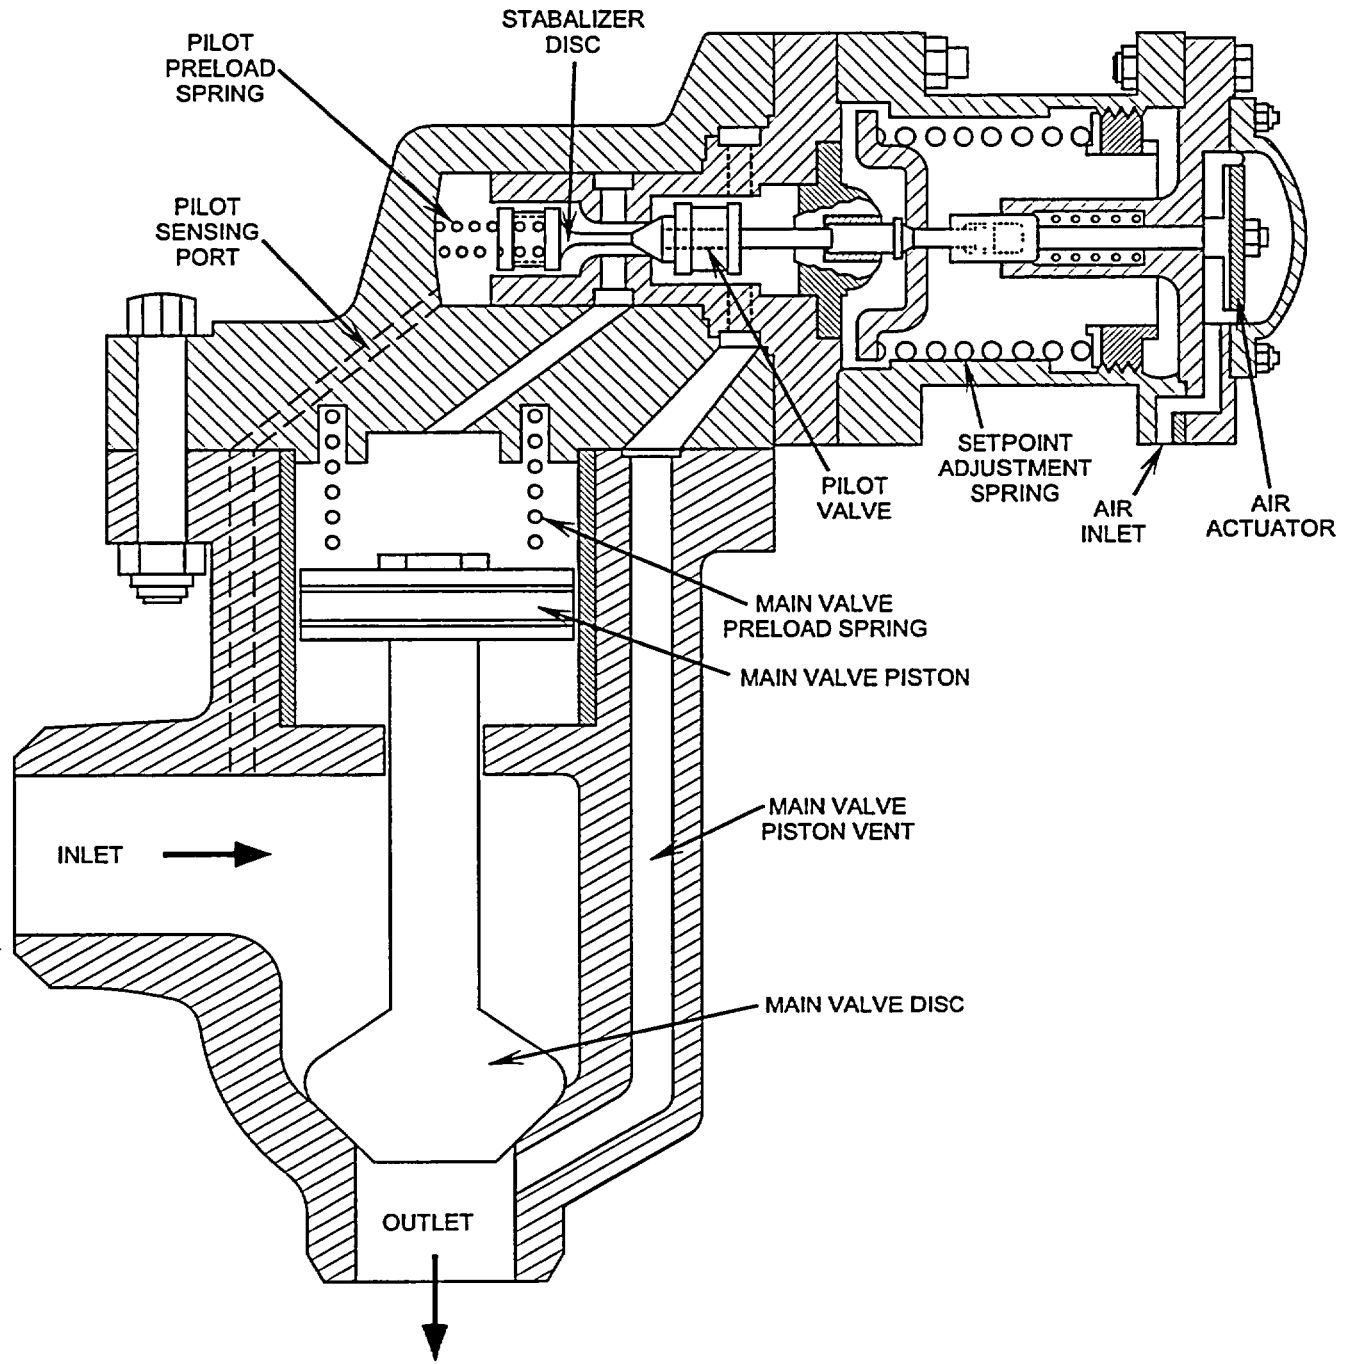 STABALIZER
DISC
PILOT
PRELOAD
SPRING
PILOT
SENSING
PORT
SETPOINT
ADJUSTMENT
SPRING
PILOT
VALVE
AIR
INLET
AIR
ACTUATOR
MAIN VALVE
PRELOAD SPRING
MAIN VALVE PISTON
MAIN VALVE
PISTON VENT
INLET
MAIN VALVE DISC
OUTLET